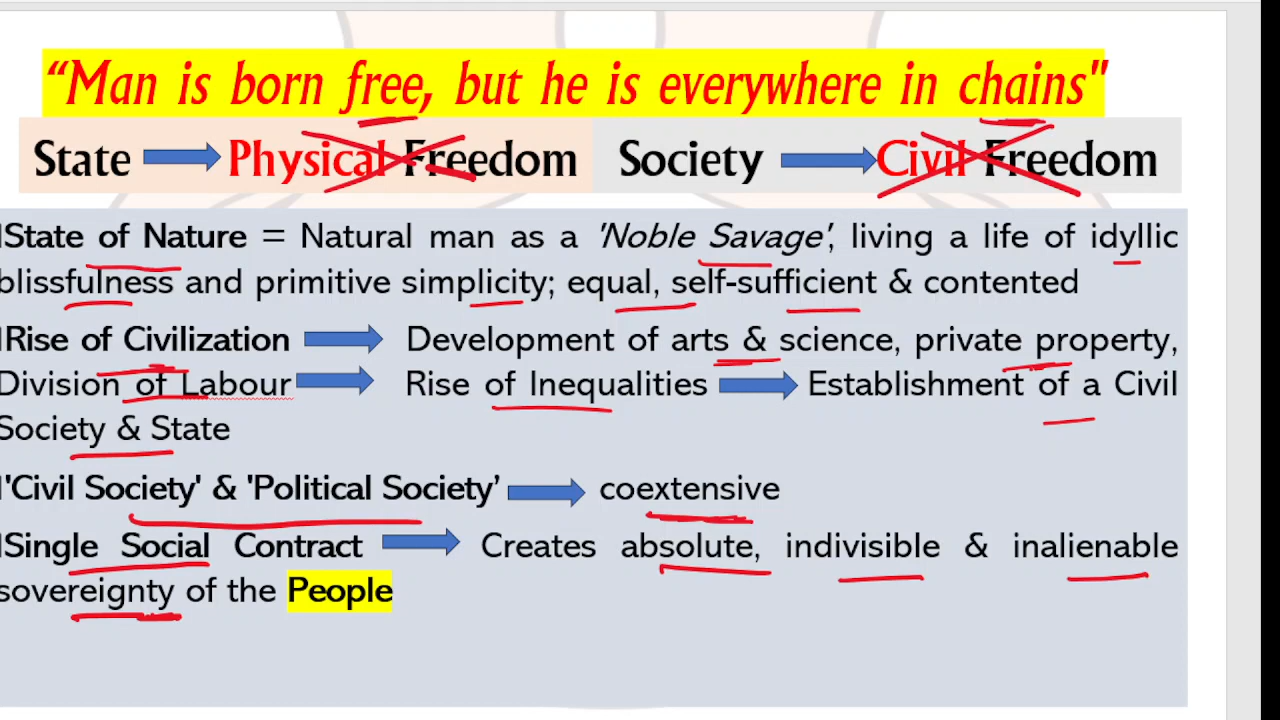 “Man is born free, but he is everywhere in chains"
State Physical Freedom Society Civil Freedom
State of Nature = Natural man as a 'Noble Savage', living a life of idyllic
blissfulness and primitive simplicity; equal, self-sufficient & contented
Rise of Civilization Development of arts & science, private property,
Division of Labour Rise of Inequalities Establishment of a Civil
Society & State
'Civil Society' & 'Political Society’ coextensive
Single Social Contract Creates absolute, indivisible & inalienable
sovereignty of the People